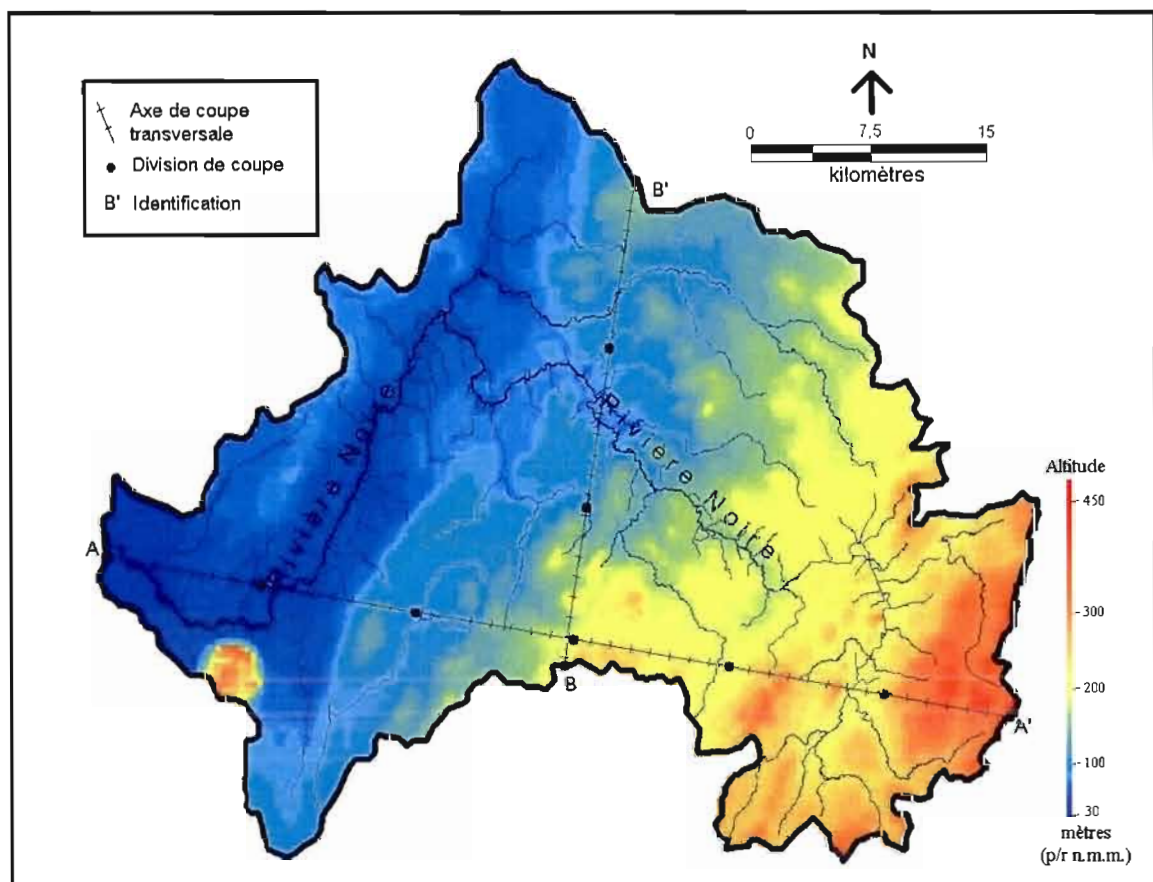 Axe de coupe
transversale
Division de coupe
B' Identification
N
0 7,5 15
kilomètres
B'
Rivière Noire
Rivière Noire
A
B
A'
Altitude
- 450
- 300
- 200
- 100
30
mètres
(p/r n.m.m.)